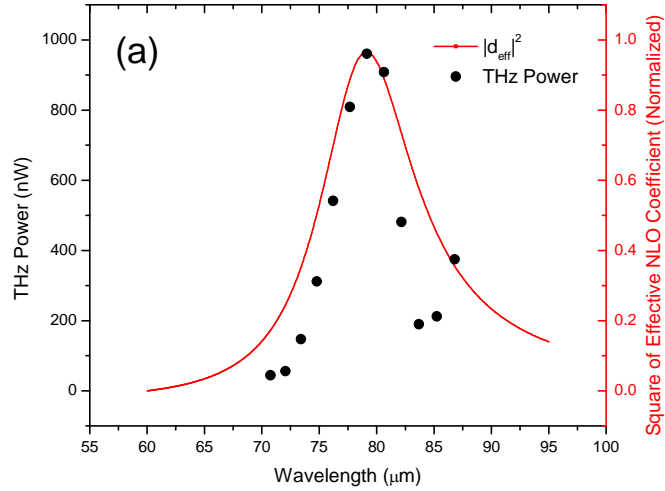 (a)
|d_eff|^2
THz Power
1000
800
600
400
200
0
THz Power (nW)
1.0
0.8
0.6
0.4
0.2
0.0
Square of Effective NLO Coefficient (Normalized)
55 60 65 70 75 80 85 90 95 100
Wavelength (μm)